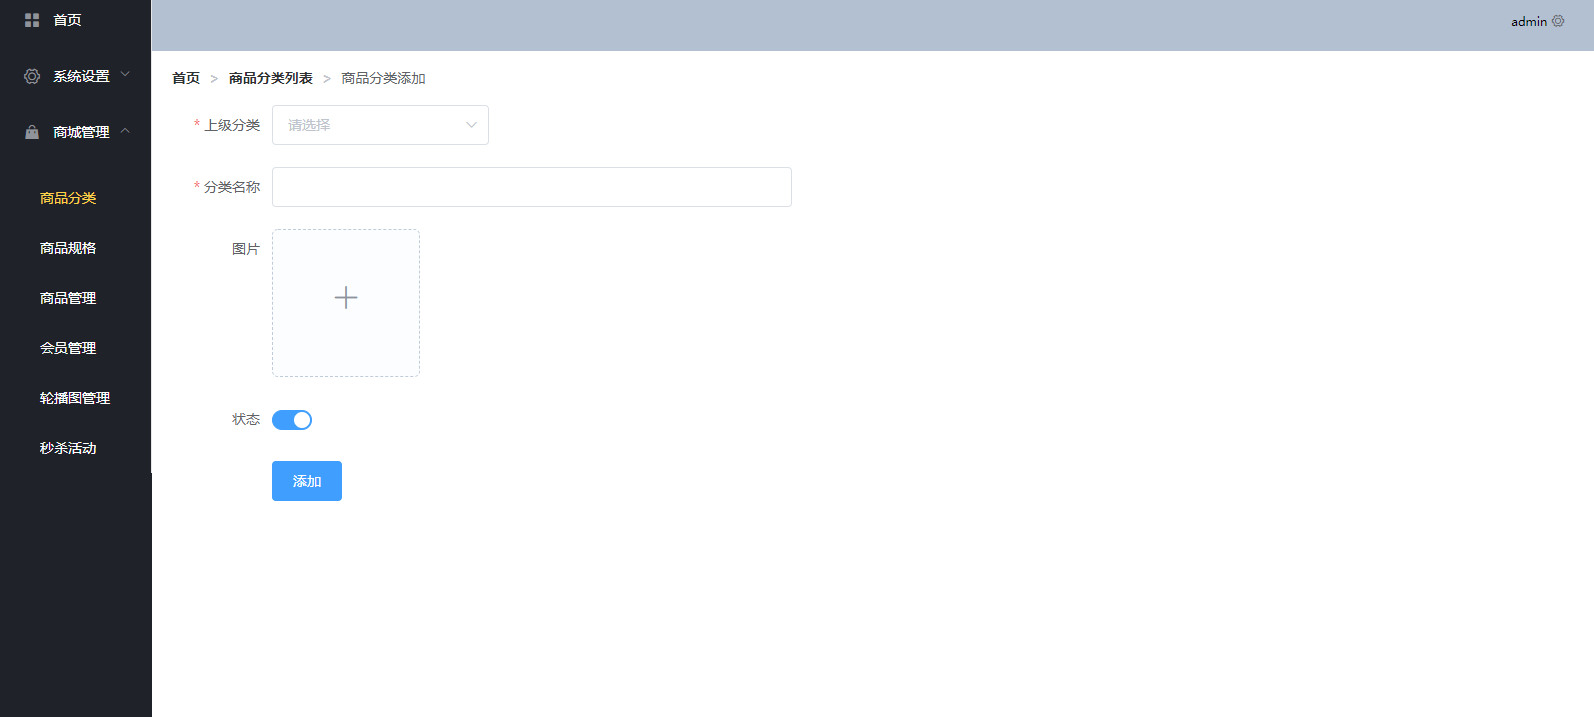 首页
系统设置
商城管理
商品分类
商品规格
商品管理
会员管理
轮播图管理
秒杀活动
admin
首页 > 商品分类列表 > 商品分类添加
* 上级分类 请选择
* 分类名称
图片
状态
添加